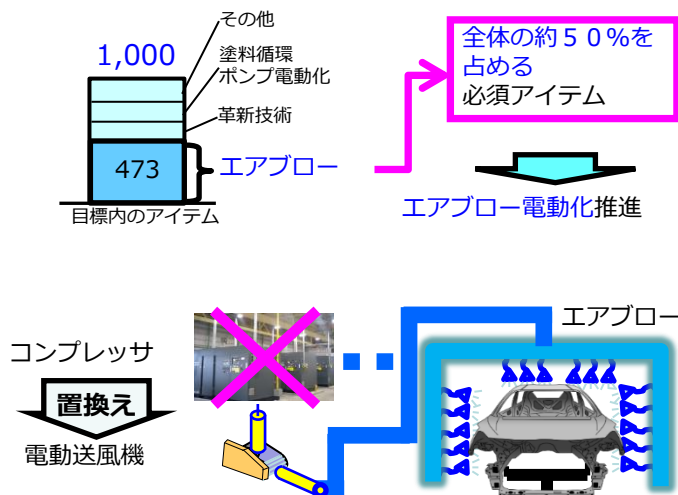 その他
1,000
塗料循環
ポンプ電動化
革新技術
473
エアブロー
目標内のアイテム
全体の約５０％を
占める
必須アイテム
エアブロー電動化推進
エアブロー
コンプレッサ
置換え
電動送風機